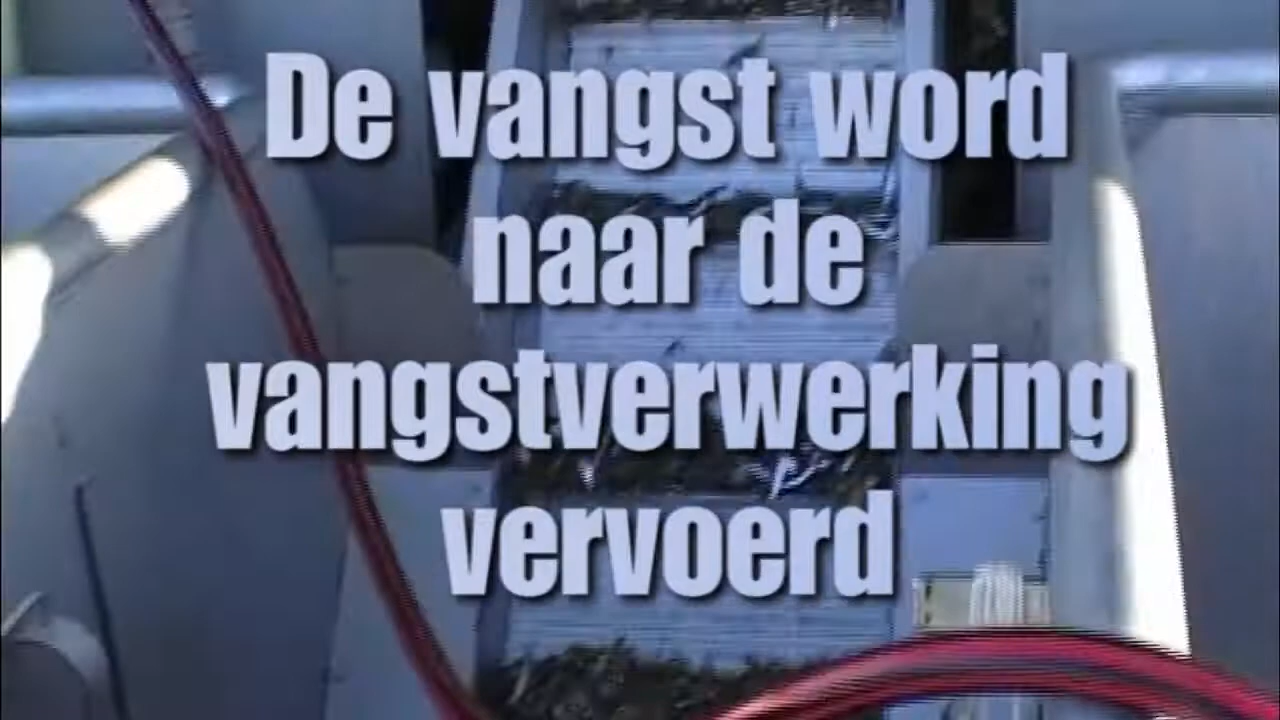 De vangst word
naar de
vangstverwerking
vervoerd